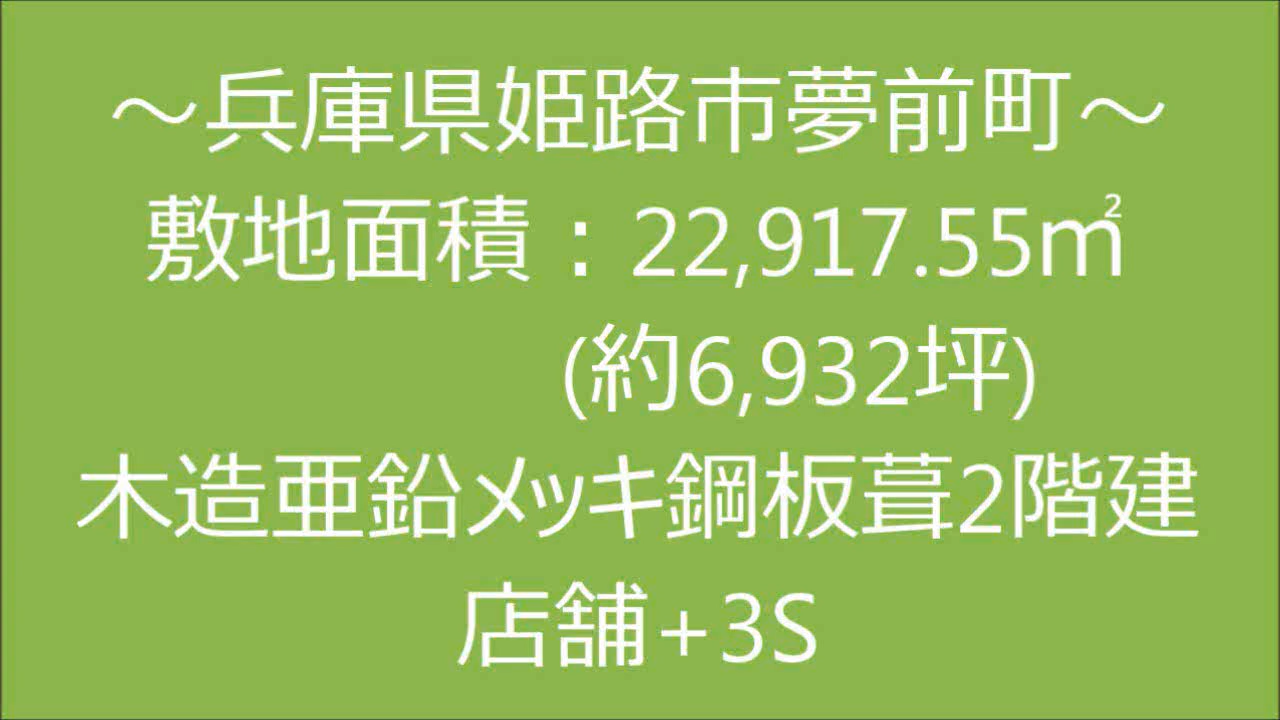 ～兵庫県姫路市夢前町～
敷地面積：22,917.55㎡
(約6,932坪)
木造亜鉛メッキ鋼板葺2階建
店舗+3S